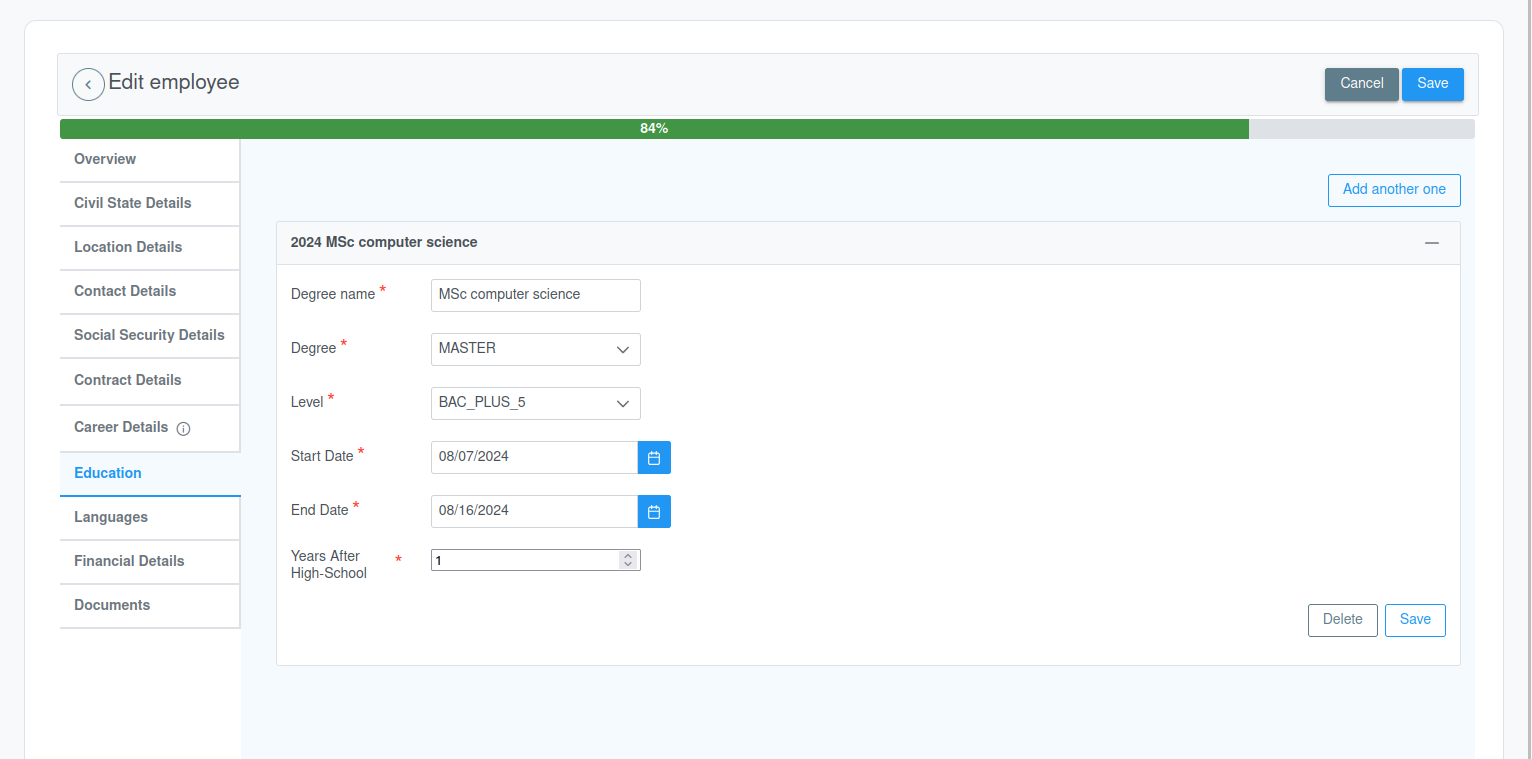 Edit employee
Cancel
Save
84%
Overview
Civil State Details
Location Details
Contact Details
Social Security Details
Contract Details
Career Details
Education
Languages
Financial Details
Documents
Add another one
2024 MSc computer science
Degree name * MSc computer science
Degree * MASTER
Level * BAC_PLUS_5
Start Date * 08/07/2024
End Date * 08/16/2024
Years After
High-School * 1
Delete
Save